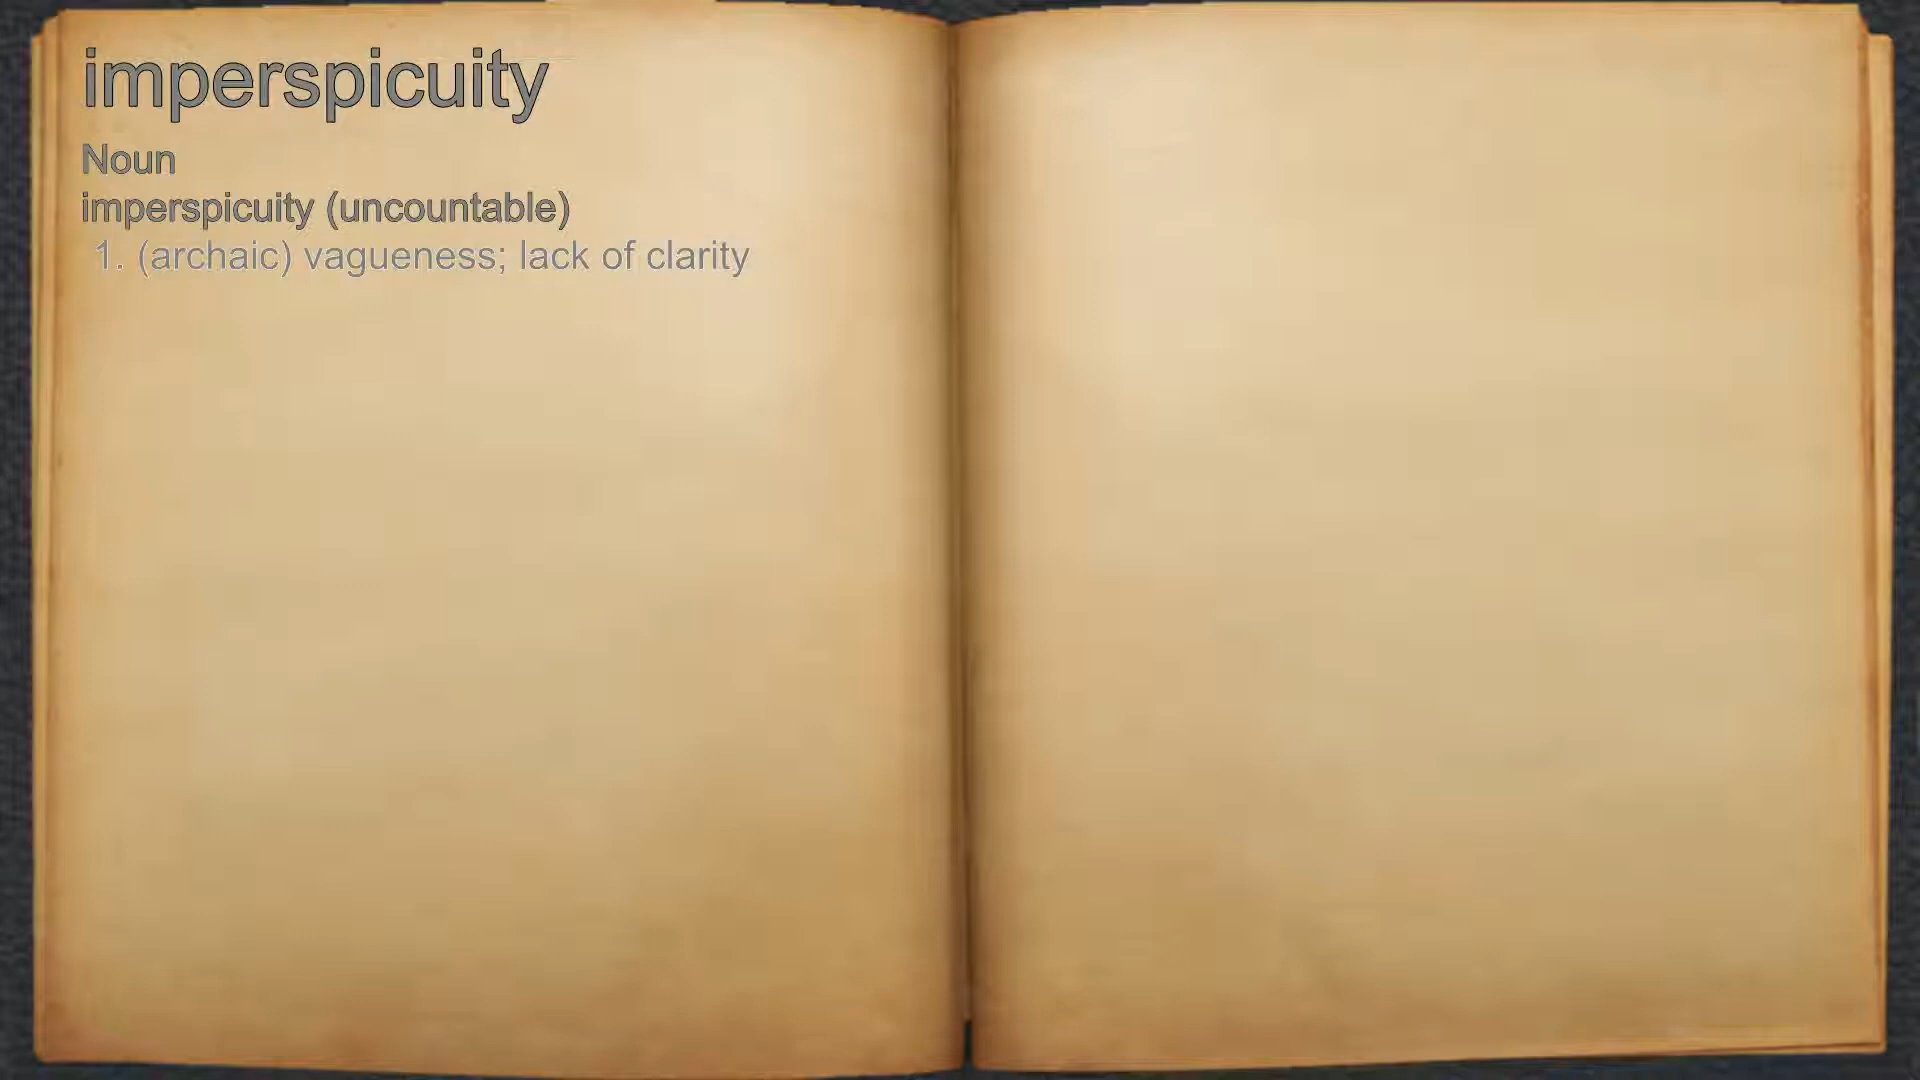 imperspicuity
Noun
imperspicuity (uncountable)
1. (archaic) vagueness; lack of clarity